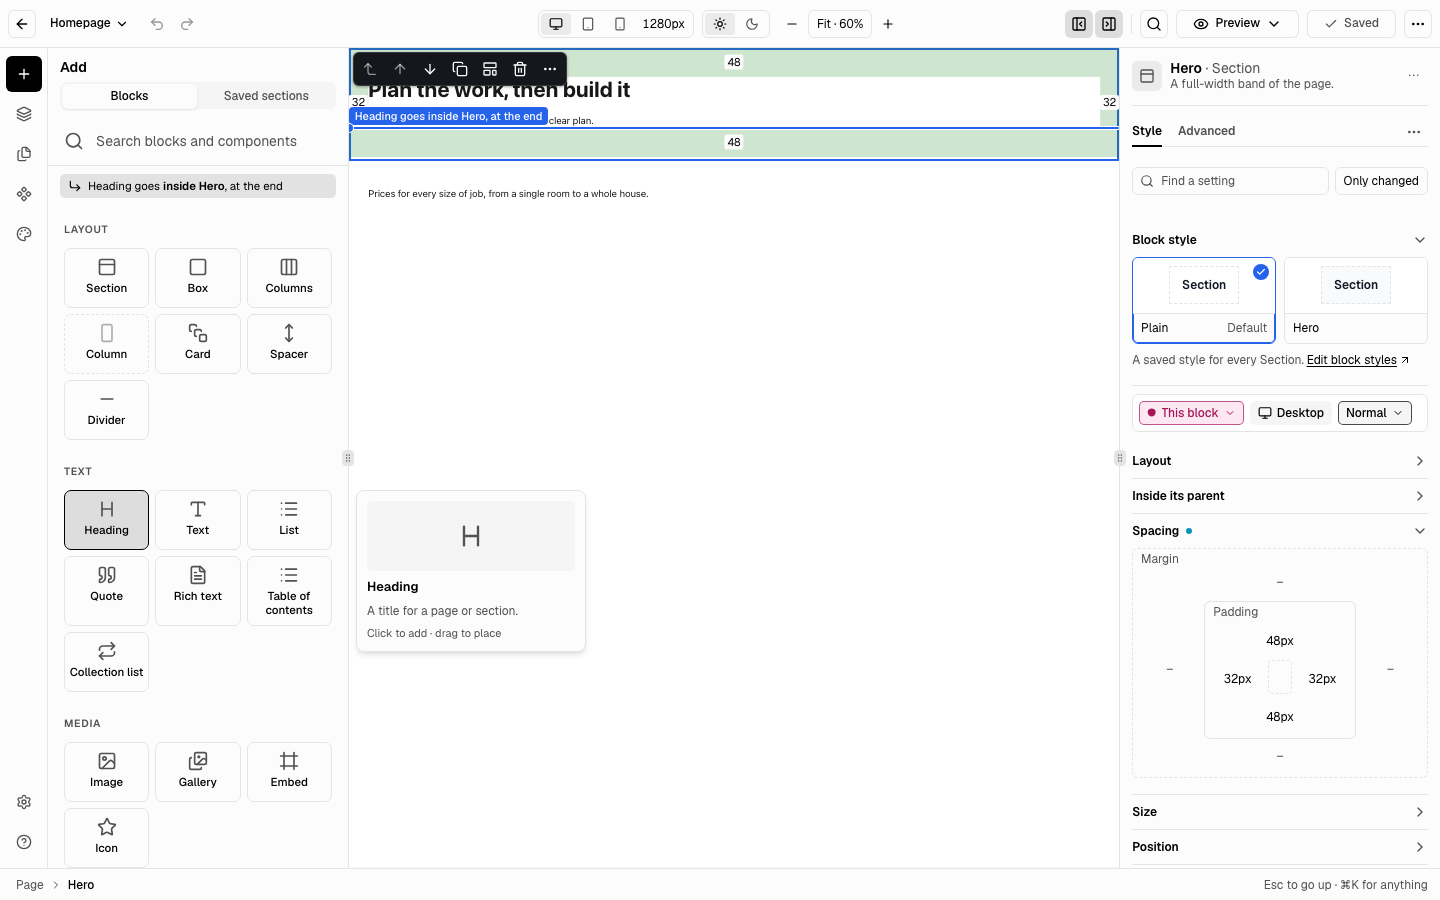 Homepage
1280px
Fit · 60%
Preview
Saved
Add
Blocks
Saved sections
Search blocks and components
Heading goes inside Hero, at the end
LAYOUT
Section
Box
Columns
Column
Card
Spacer
Divider
TEXT
Heading
Text
List
Quote
Rich text
Table of contents
Collection list
MEDIA
Image
Gallery
Embed
Icon
48
Plan the work, then build it
32
32
Heading goes inside Hero, at the end
clear plan.
48
Prices for every size of job, from a single room to a whole house.
H
Heading
A title for a page or section.
Click to add · drag to place
Hero · Section
A full-width band of the page.
Style
Advanced
Find a setting
Only changed
Block style
Section
Section
Plain
Default
Hero
A saved style for every Section. Edit block styles
This block
Desktop
Normal
Layout
Inside its parent
Spacing
Margin
–
Padding
48px
–
32px
32px
–
48px
–
Size
Position
Page
Hero
Esc to go up · ⌘K for anything